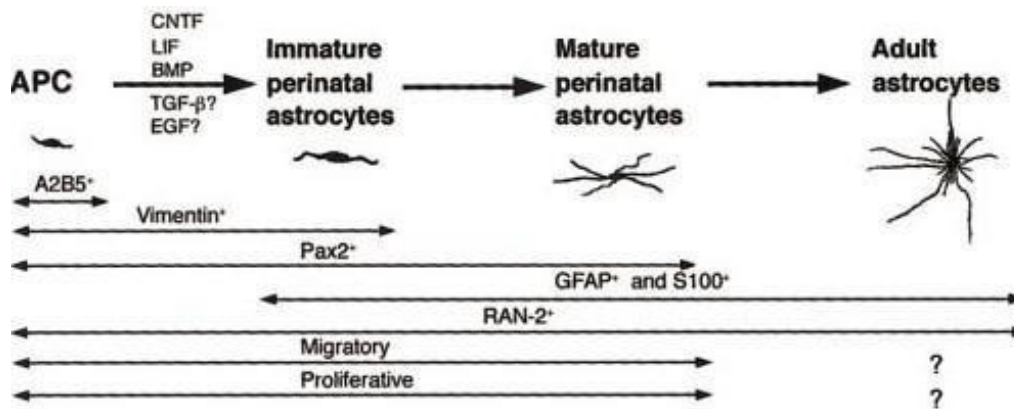 APC
CNTF
LIF
BMP
TGF-β?
EGF?
Immature
perinatal
astrocytes
Mature
perinatal
astrocytes
Adult
astrocytes
A2B5⁺
Vimentin⁺
Pax2⁺
GFAP⁺ and S100⁺
RAN-2⁺
Migratory
?
Proliferative
?